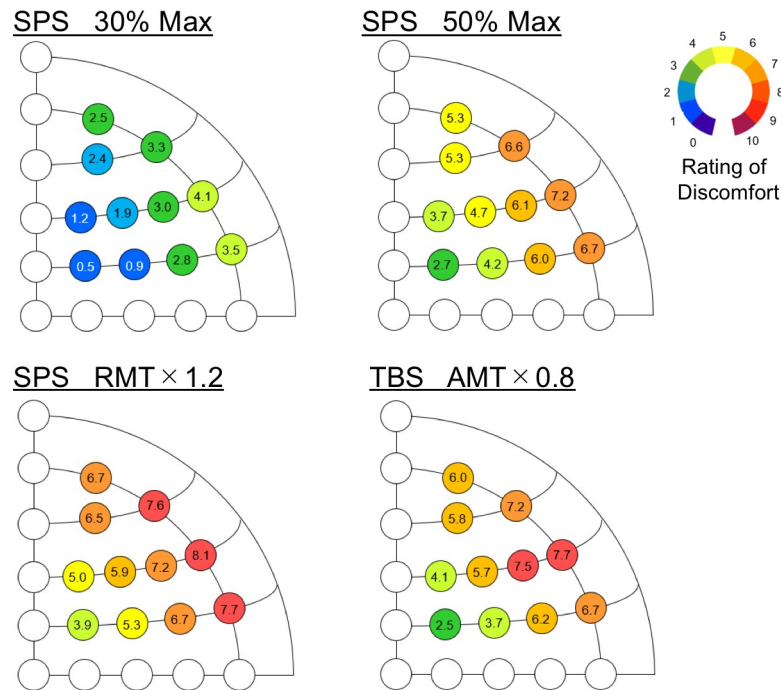 SPS 30% Max
2.5
3.3
2.4
4.1
1.2 1.9 3.0
3.5
0.5 0.9 2.8
SPS 50% Max
5.3
6.6
5.3
7.2
3.7 4.7 6.1
6.7
2.7 4.2 6.0
5
4 6
3 7
2 8
1 9
0 10
Rating of
Discomfort
SPS RMT × 1.2
6.7
7.6
6.5
8.1
5.0 5.9 7.2
7.7
3.9 5.3 6.7
TBS AMT × 0.8
6.0
7.2
5.8
7.7
4.1 5.7 7.5
6.7
2.5 3.7 6.2